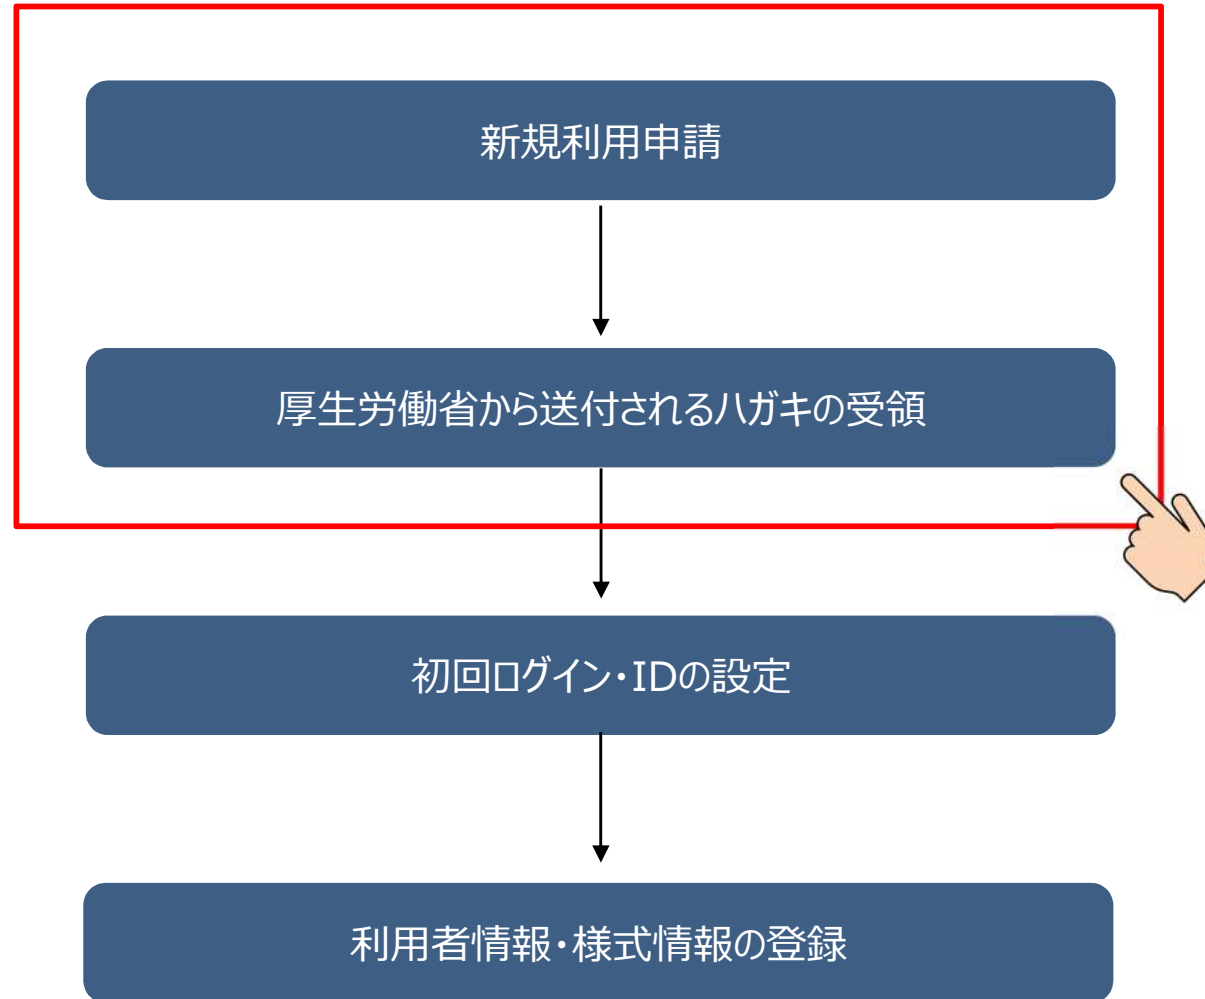 新規利用申請
厚生労働省から送付されるハガキの受領
初回ログイン・IDの設定
利用者情報・様式情報の登録